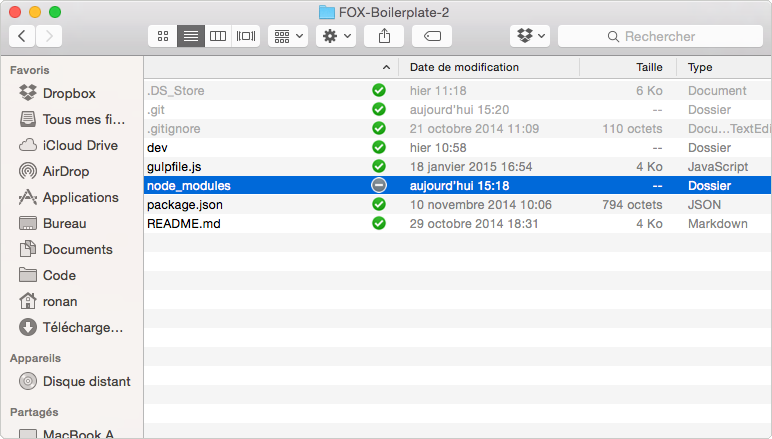 FOX-Boilerplate-2
Rechercher
Favoris
Dropbox
Tous mes fi...
iCloud Drive
AirDrop
Applications
Bureau
Documents
Code
ronan
Télécharge...
Appareils
Disque distant
Partagés
MacBook A
Date de modification Taille Type
.DS_Store hier 11:18 6 Ko Document
.git aujourd'hui 15:20 -- Dossier
.gitignore 21 octobre 2014 11:09 110 octets Docu...TextEdi
dev hier 10:58 -- Dossier
gulpfile.js 18 janvier 2015 16:54 4 Ko JavaScript
node_modules aujourd'hui 15:18 -- Dossier
package.json 10 novembre 2014 10:06 794 octets JSON
README.md 29 octobre 2014 18:31 4 Ko Markdown